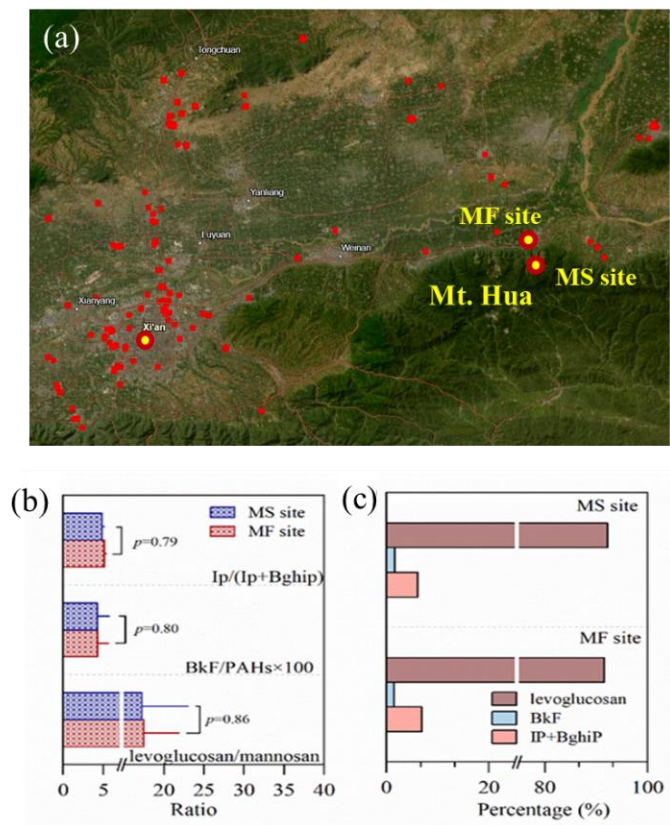 (a)
Tongchuan
Yanliang
MF site
Fuyuan
Weinan
MS site
Xianyang
Mt. Hua
Xi'an
(b)
MS site
MF site
p=0.79
Ip/(Ip+Bghip)
p=0.80
BkF/PAHs×100
p=0.86
levoglucosan/mannosan
0 5 20 25 30 35 40
Ratio
(c)
MS site
MF site
levoglucosan
BkF
IP+BghiP
0 20 80 100
Percentage (%)